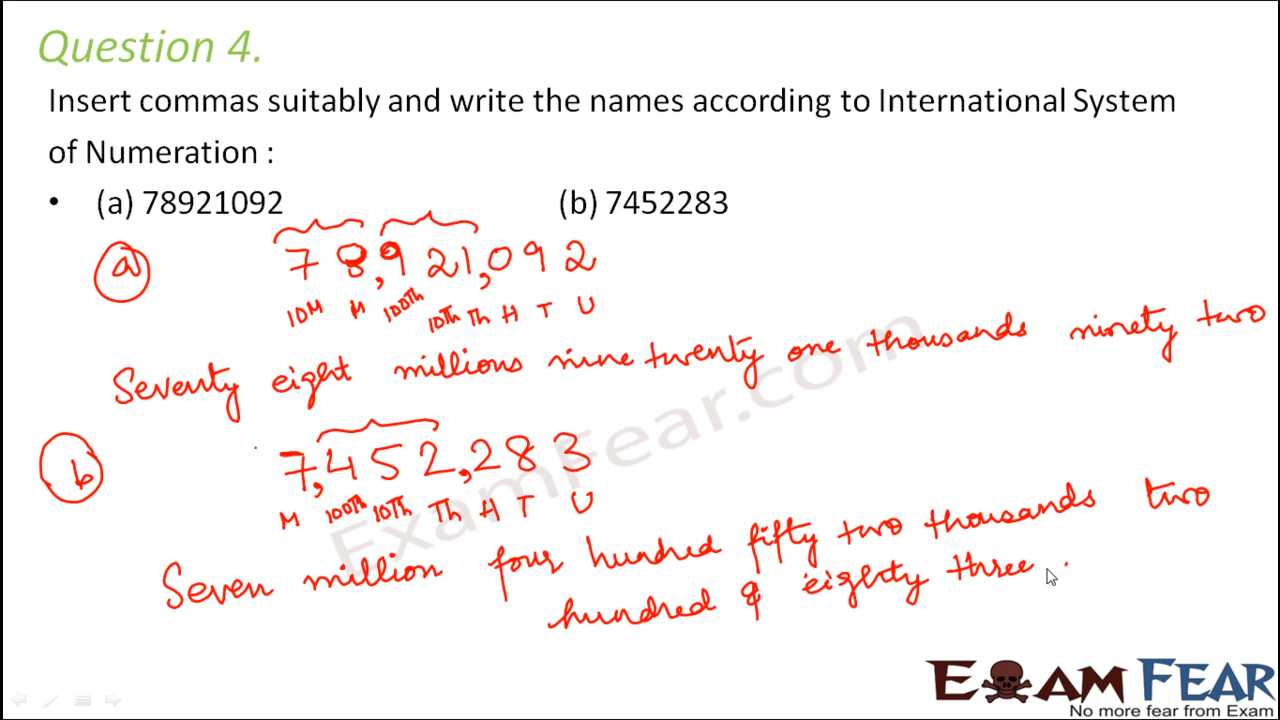 Question 4.
Insert commas suitably and write the names according to International System
of Numeration :
• (a) 78921092 (b) 7452283
a 78,921,092
10M M 100Th 10Th Th H T U
Seventy eight millions nine twenty one thousands ninety two
b 7,452,283
M 100Th 10Th Th H T U
Seven million four hundred fifty two thousands two
hundred & eighty three.
ExamFear.com
EXAM FEAR
No more fear from Exam